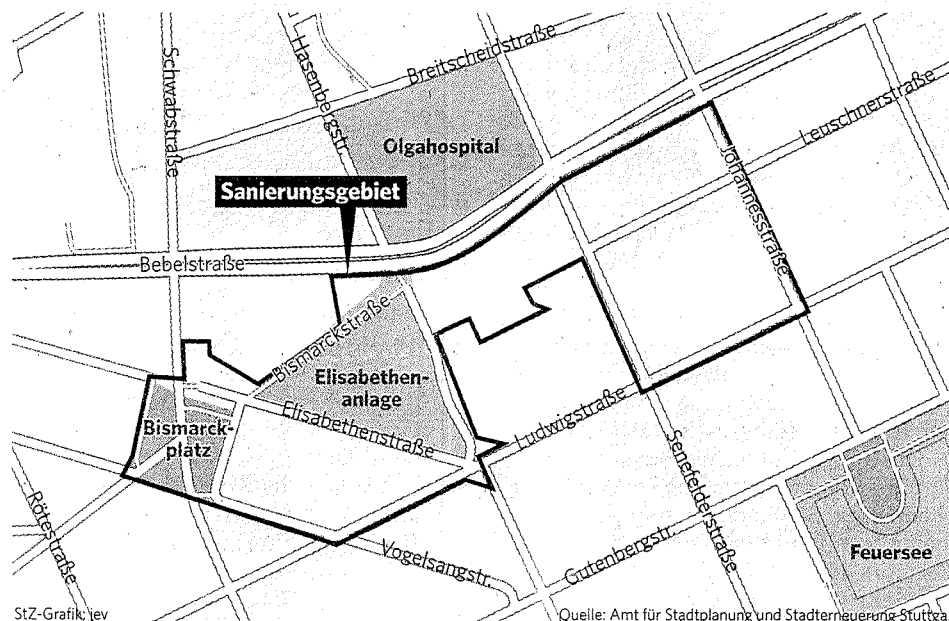 Schwabstraße
Hasenbergstr.
Breitscheidstraße
Leuschnerstraße
Olgahospital
Johannesstraße
Sanierungsgebiet
Bebelstraße
Bismarckstraße
Elisabethen-
anlage
Elisabethenstraße
Bismarck-
platz
Ludwigstraße
Senefelderstraße
Rötestraße
Vogelsangstr.
Gutenbergstr.
Feuersee
StZ-Grafik: jev
Quelle: Amt für Stadtplanung und Stadterneuerung Stuttga